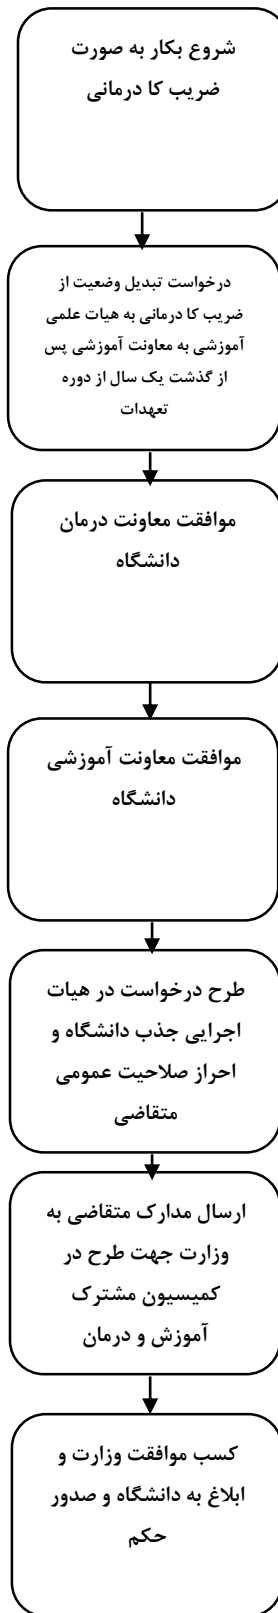 شروع بکار به صورت
ضریب کا درمانی
درخواست تبدیل وضعیت از
ضریب کا درمانی به هیات علمی
آموزشی به معاونت آموزشی پس
از گذشت یک سال از دوره
تعهدات
موافقت معاونت درمان
دانشگاه
موافقت معاونت آموزشی
دانشگاه
طرح درخواست در هیات
اجرایی جذب دانشگاه و
احراز صلاحیت عمومی
متقاضی
ارسال مدارک متقاضی به
وزارت جهت طرح در
کمیسیون مشترک
آموزش و درمان
کسب موافقت وزارت و
ابلاغ به دانشگاه و صدور
حکم